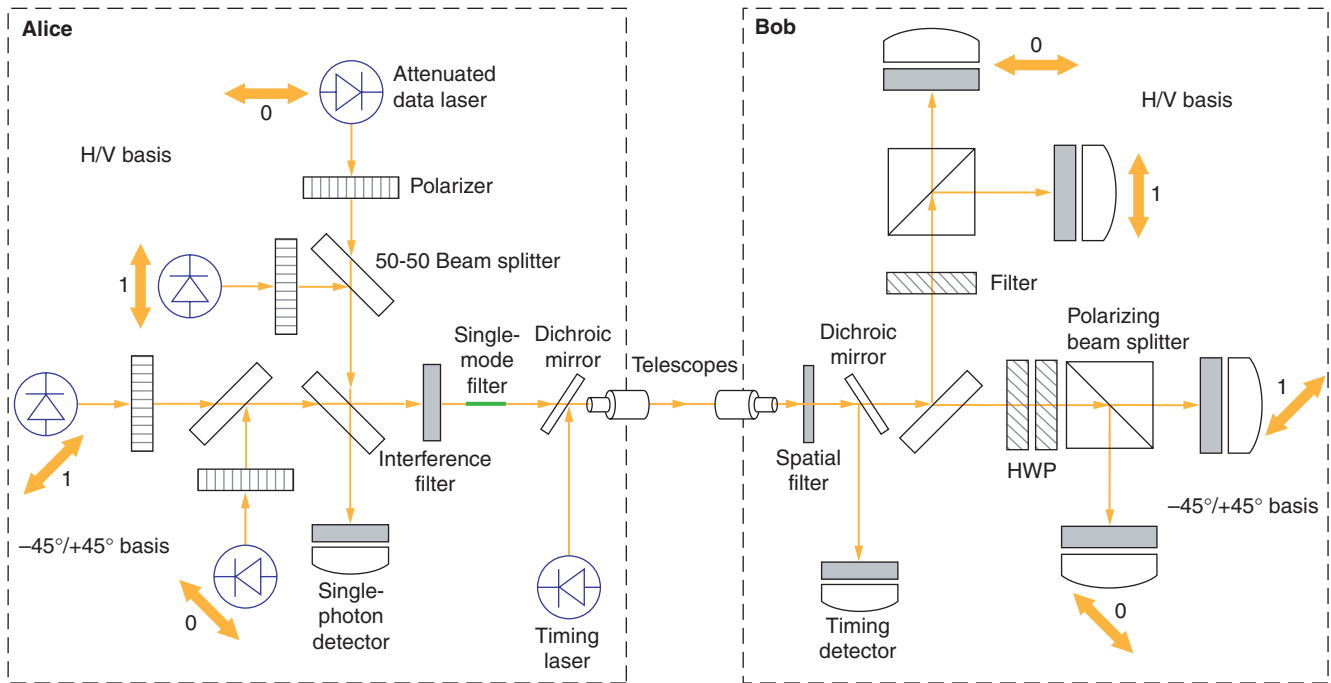 Alice
Attenuated
data laser
0
H/V basis
Polarizer
1
50-50 Beam splitter
Single-
mode
filter
Dichroic
mirror
Telescopes
1
Interference
filter
–45°/+45° basis
0
Single-
photon
detector
Timing
laser
Bob
0
H/V basis
1
Filter
Dichroic
mirror
Polarizing
beam splitter
1
Spatial
filter
HWP
–45°/+45° basis
0
Timing
detector